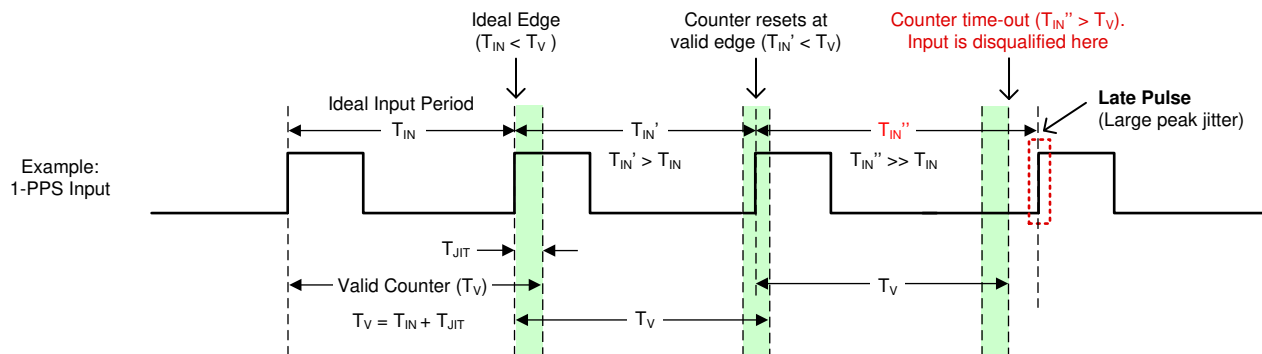 Ideal Edge
(T_IN < T_V )
Counter resets at
valid edge (T_IN' < T_V)
Counter time-out (T_IN'' > T_V).
Input is disqualified here
Ideal Input Period
Late Pulse
(Large peak jitter)
T_IN
T_IN'
T_IN''
Example:
1-PPS Input
T_IN' > T_IN
T_IN'' >> T_IN
T_JIT
Valid Counter (T_V)
T_V
T_V = T_IN + T_JIT
T_V